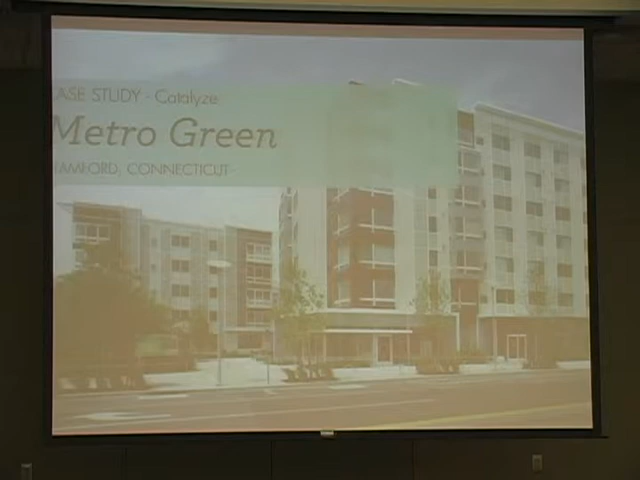 ASE STUDY - Catalyze
Metro Green
TAMFORD, CONNECTICUT